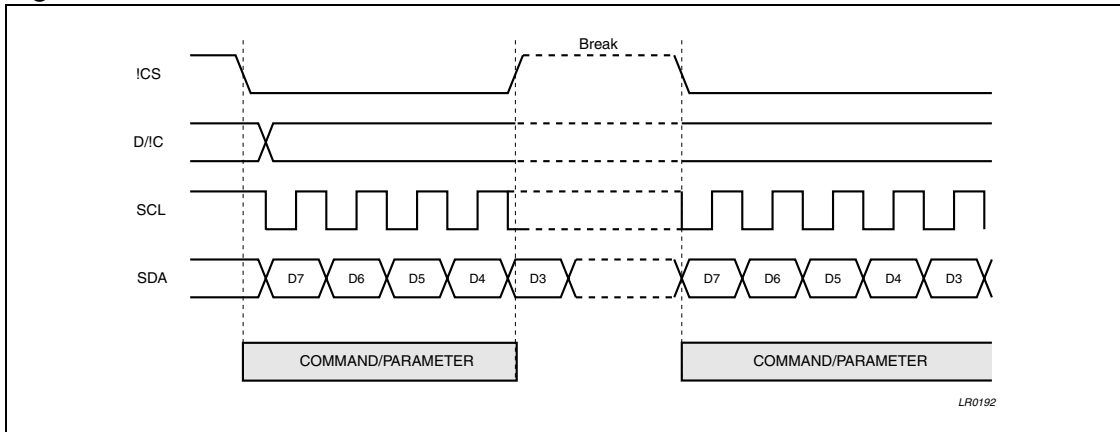 Break
!CS
D/!C
SCL
SDA
D7 D6 D5 D4 D3 D7 D6 D5 D4 D3
COMMAND/PARAMETER COMMAND/PARAMETER
LR0192